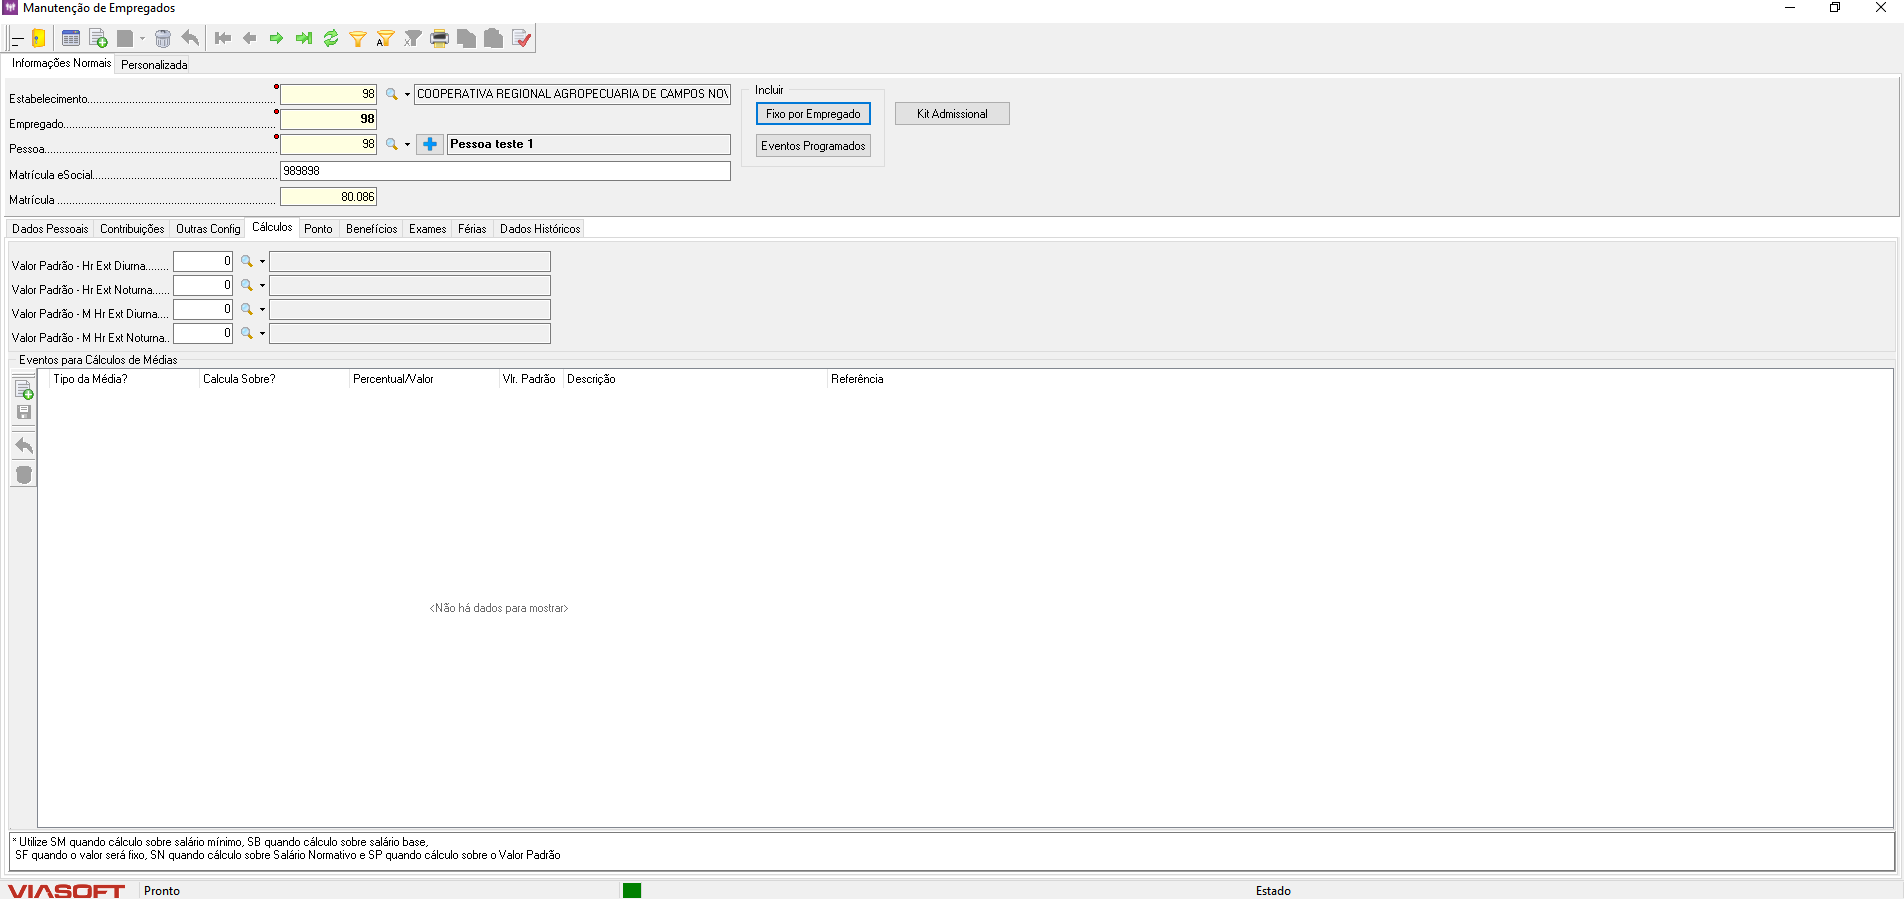 Manutenção de Empregados
Informações Normais Personalizada
Estabelecimento 98 COOPERATIVA REGIONAL AGROPECUARIA DE CAMPOS NOV
Empregado 98
Pessoa 98 Pessoa teste 1
Matrícula eSocial 989898
Matrícula 80.086
Incluir
Fixo por Empregado
Eventos Programados
Kit Admissional
Dados Pessoais Contribuições Outras Config Cálculos Ponto Benefícios Exames Férias Dados Históricos
Valor Padrão - Hr Ext Diurna 0
Valor Padrão - Hr Ext Noturna 0
Valor Padrão - M Hr Ext Diurna 0
Valor Padrão - M Hr Ext Noturna 0
Eventos para Cálculos de Médias
Tipo da Média? Calcula Sobre? Percentual/Valor Vlr. Padrão Descrição Referência
<Não há dados para mostrar>
* Utilize SM quando cálculo sobre salário mínimo, SB quando cálculo sobre salário base,
SF quando o valor será fixo, SN quando cálculo sobre Salário Normativo e SP quando cálculo sobre o Valor Padrão
VIASOFT Pronto Estado